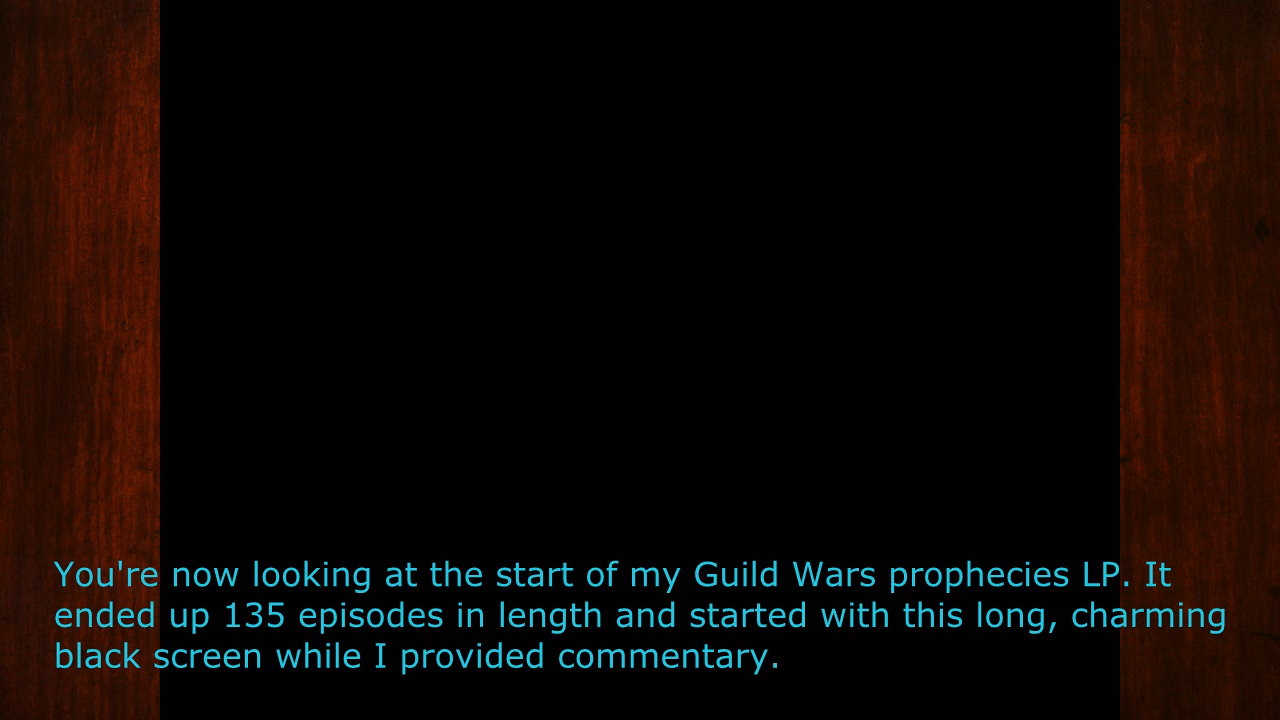 You're now looking at the start of my Guild Wars prophecies LP. It
ended up 135 episodes in length and started with this long, charming
black screen while I provided commentary.